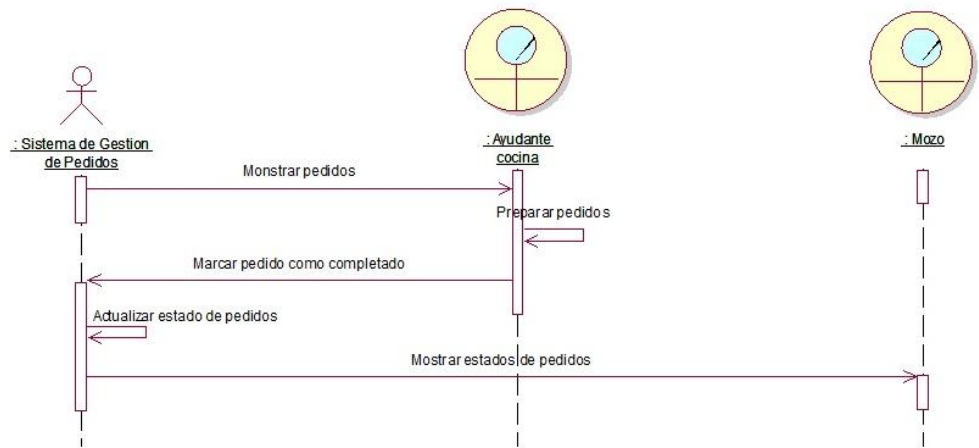 : Sistema de Gestion
de Pedidos
: Ayudante
cocina
: Mozo
Monstrar pedidos
Preparar pedidos
Marcar pedido como completado
Actualizar estado de pedidos
Mostrar estados de pedidos